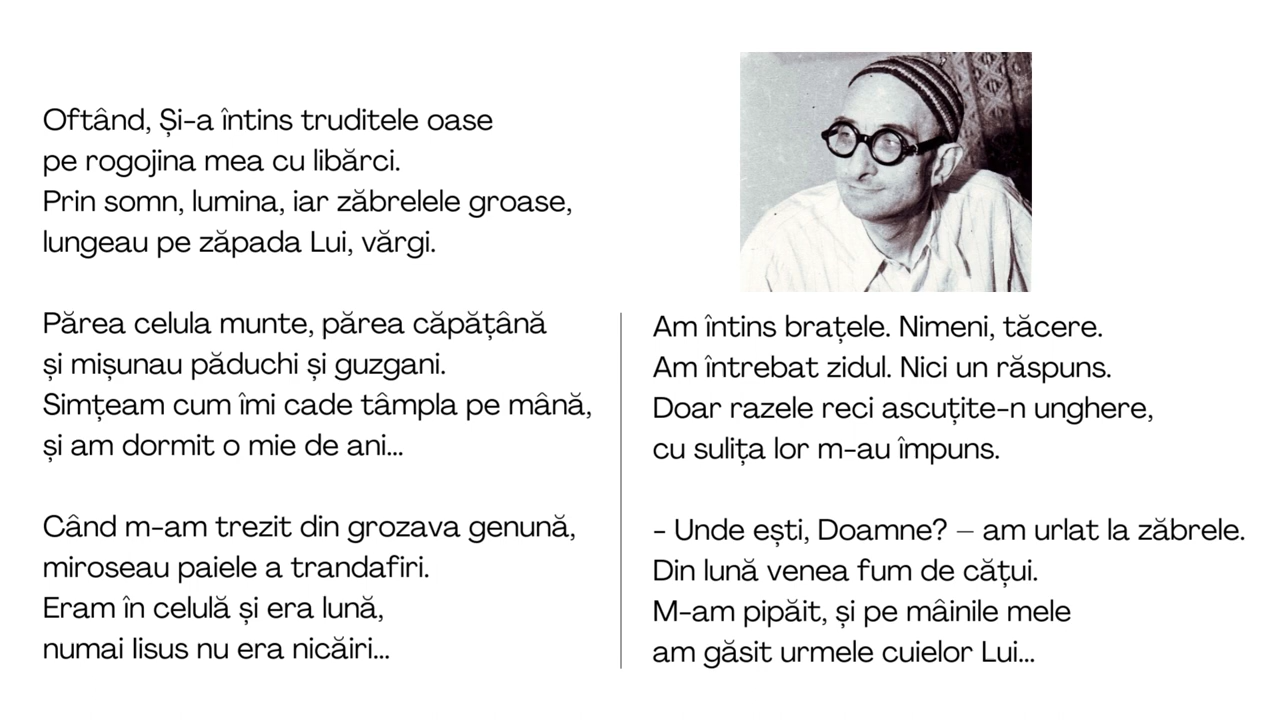 Oftând, Și-a întins truditele oase
pe rogojina mea cu libărci.
Prin somn, lumina, iar zăbrelele groase,
lungeau pe zăpada Lui, vărgi.
Părea celula munte, părea căpățână
și mișunau păduchi și guzgani.
Simțeam cum îmi cade tâmpla pe mână,
și am dormit o mie de ani...
Când m-am trezit din grozava genună,
miroseau paiele a trandafiri.
Eram în celulă și era lună,
numai Iisus nu era nicăiri...
Am întins brațele. Nimeni, tăcere.
Am întrebat zidul. Nici un răspuns.
Doar razele reci ascuțite-n unghere,
cu sulița lor m-au împuns.
- Unde ești, Doamne? – am urlat la zăbrele.
Din lună venea fum de cățui.
M-am pipăit, și pe mâinile mele
am găsit urmele cuielor Lui...